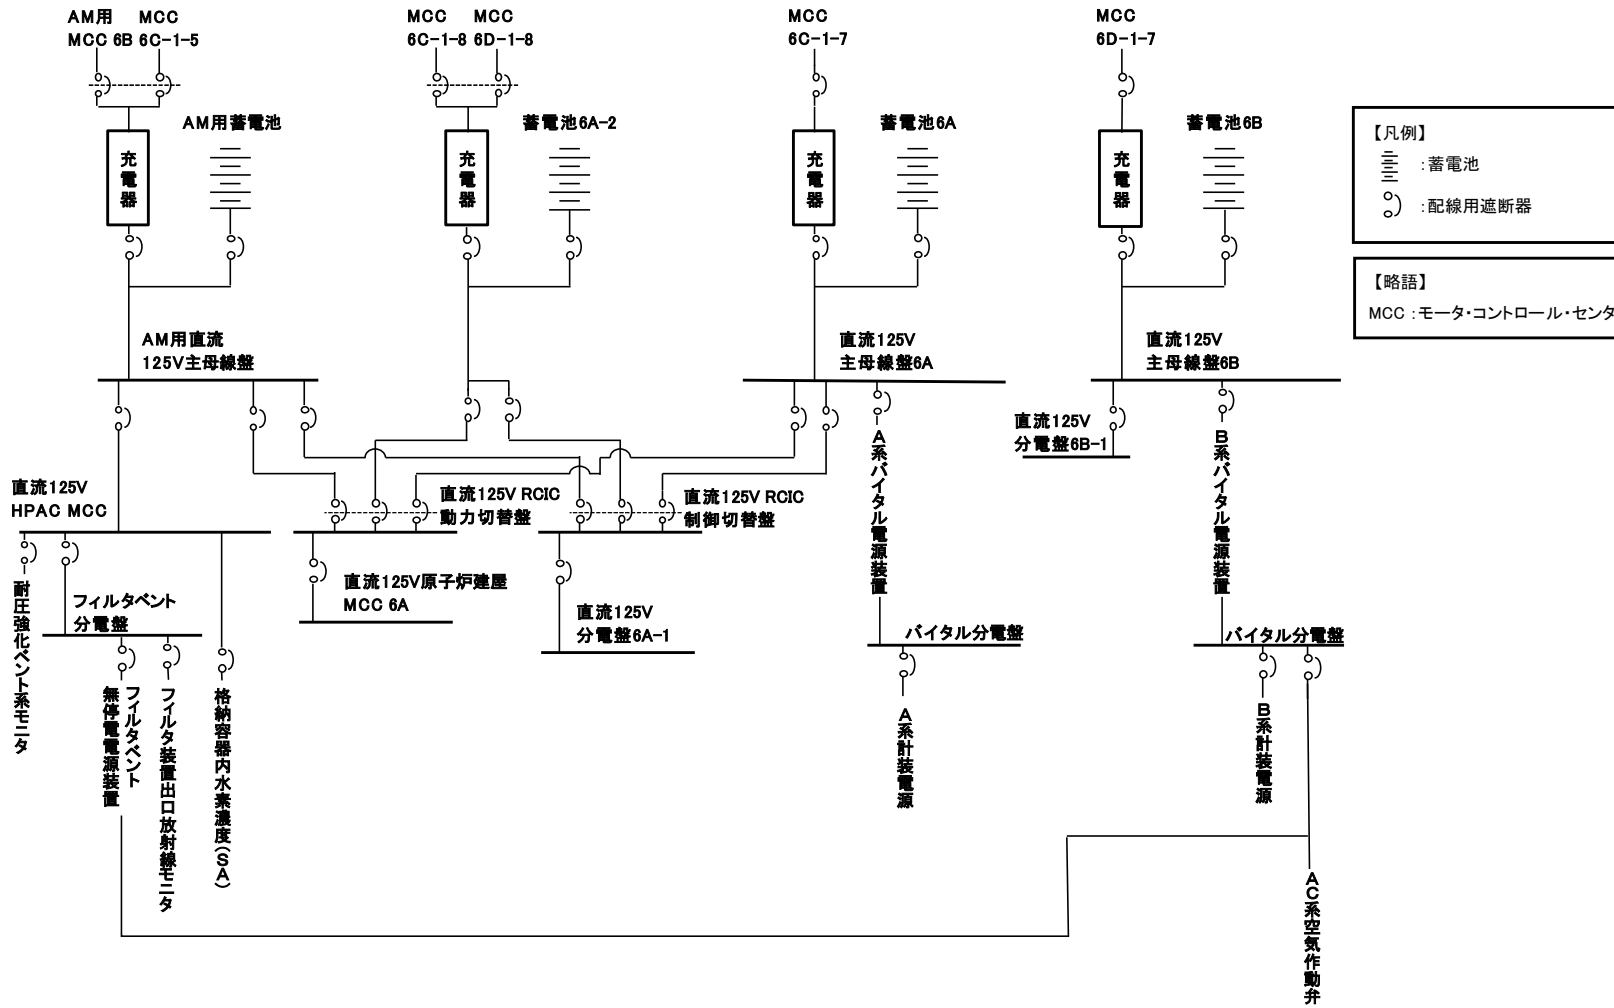 AM用
MCC 6B
MCC
6C-1-5
MCC
6C-1-8
MCC
6D-1-8
MCC
6C-1-7
MCC
6D-1-7
充電器
AM用蓄電池
充電器
蓄電池6A-2
充電器
蓄電池6A
充電器
蓄電池6B
【凡例】
:蓄電池
:配線用遮断器
【略語】
MCC :モータ・コントロール・センタ
AM用直流
125V主母線盤
直流125V
主母線盤6A
直流125V
主母線盤6B
直流125V
分電盤6B-1
A系バイタル電源装置
B系バイタル電源装置
直流125V
HPAC MCC
直流125V RCIC
動力切替盤
直流125V RCIC
制御切替盤
直流125V原子炉建屋
MCC 6A
直流125V
分電盤6A-1
フィルタベント
分電盤
バイタル分電盤
バイタル分電盤
耐圧強化ベント系モニタ
フィルタベント
無停電電源装置
フィルタ装置出口放射線モニタ
格納容器内水素濃度(SA)
A系計装電源
B系計装電源
AC系空気作動弁